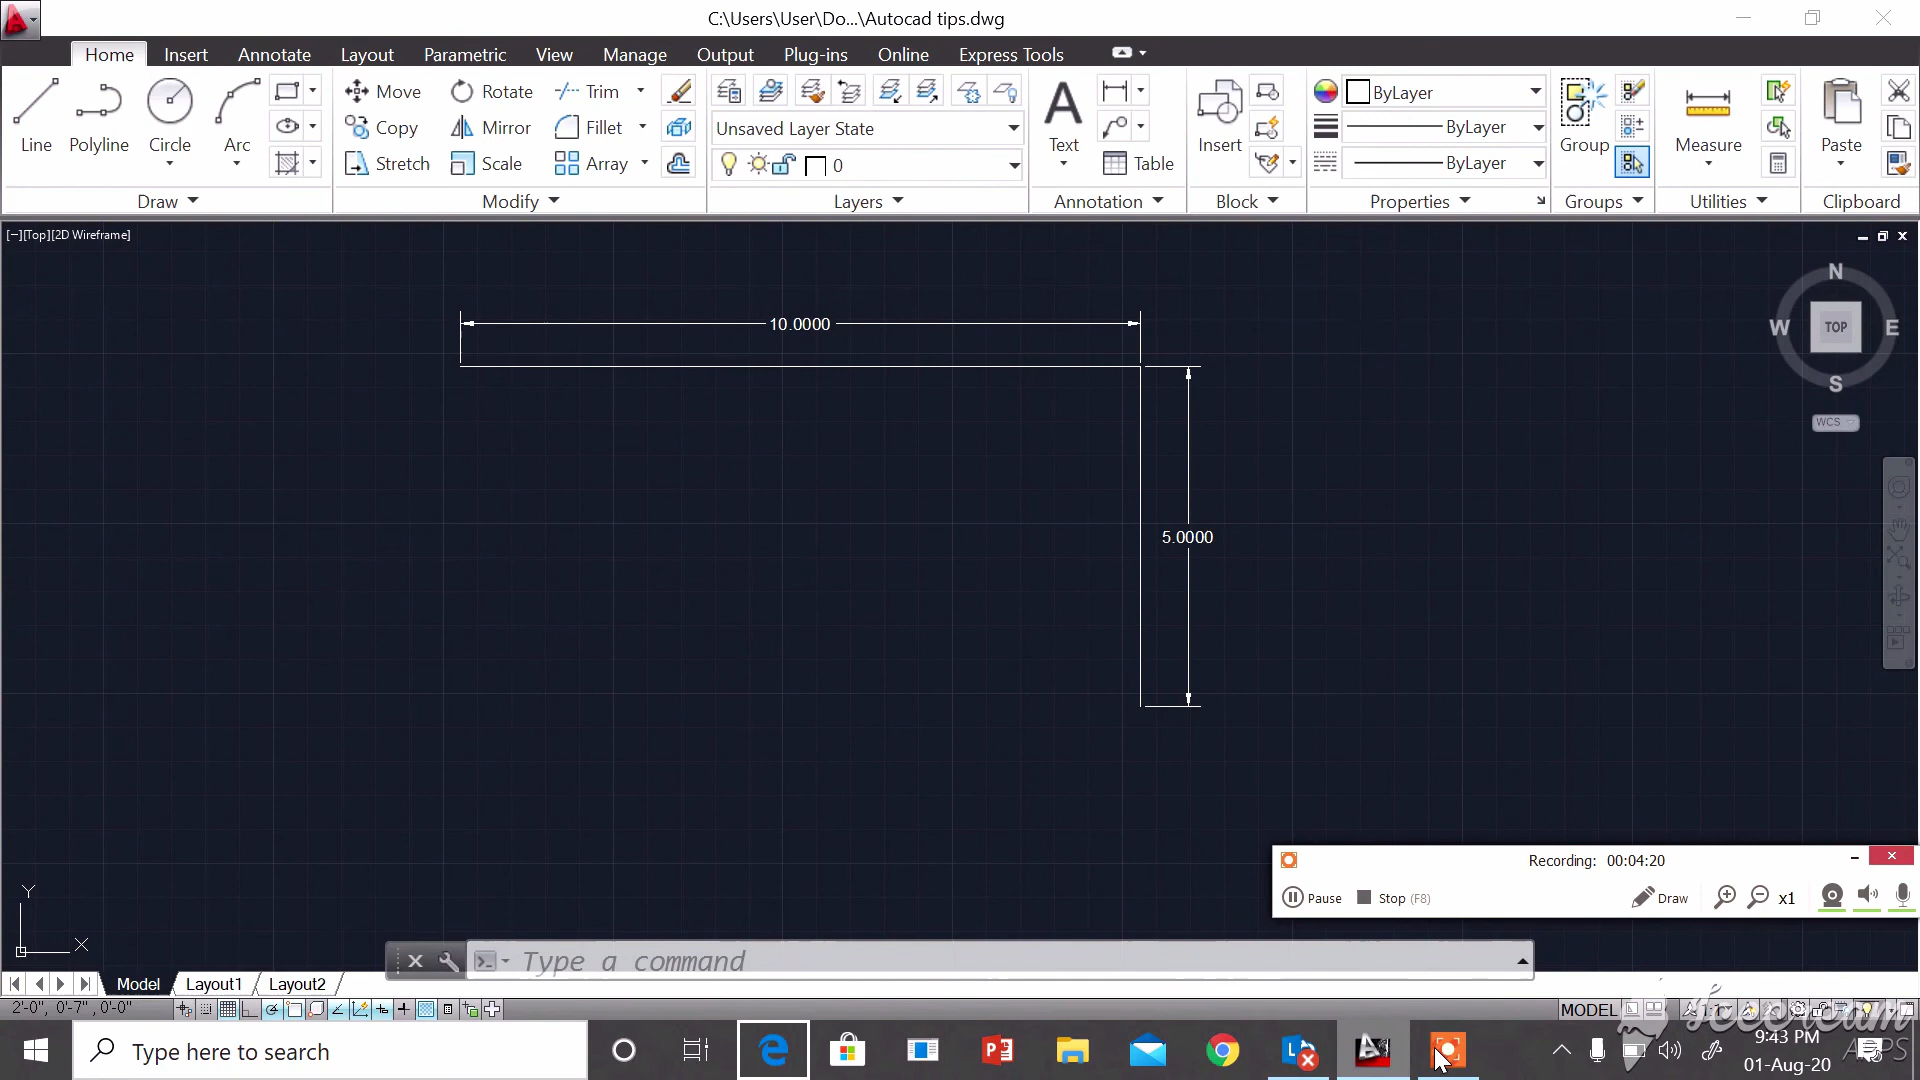 C:\Users\User\Do...\Autocad tips.dwg
Home Insert Annotate Layout Parametric View Manage Output Plug-ins Online Express Tools
Move Rotate Trim ByLayer
Copy Mirror Fillet Unsaved Layer State ByLayer
Line Polyline Circle Arc Text Insert Group Measure Paste
Stretch Scale Array 0 Table ByLayer
Draw Modify Layers Annotation Block Properties Groups Utilities Clipboard
[−][Top][2D Wireframe]
N
W TOP E
S
WCS
10.0000
5.0000
Recording: 00:04:20
Pause Stop (F8) Draw x1
Y
X
Type a command
Model Layout1 Layout2
2'-0", 0'-7", 0'-0"
MODEL 1:1
Icecream
APPS
Type here to search
9:43 PM
01-Aug-20